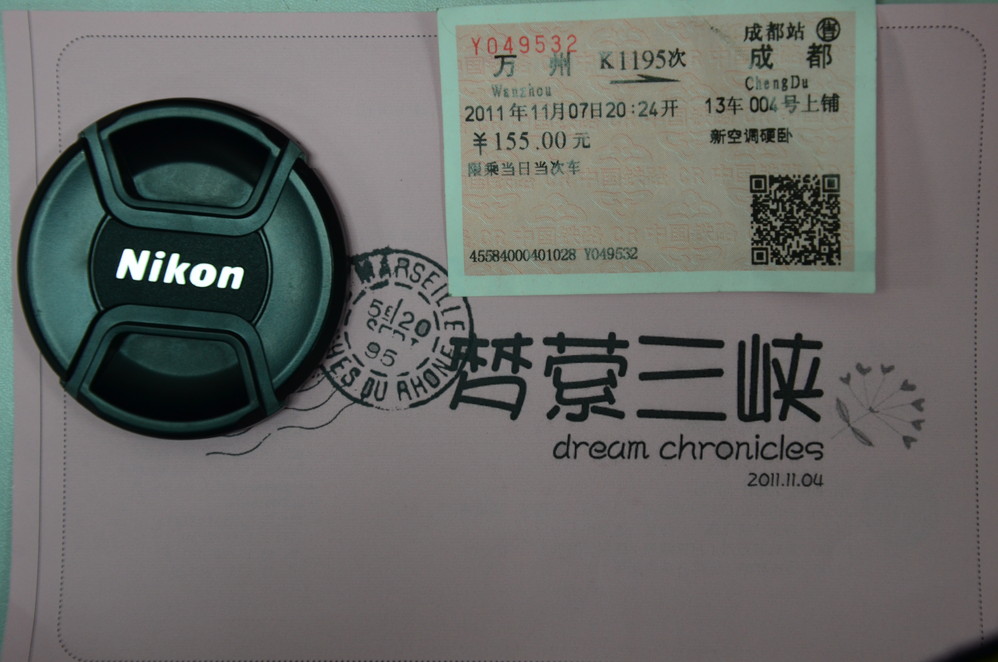 Y049532
成都站 售
万 州 K1195次 成 都
Wanzhou ChengDu
2011年11月07日20:24开 13车 004号上铺
￥155.00元 新空调硬卧
限乘当日当次车
45584000401028 Y049532
Nikon
MARSEILLE
5E/20
95
DU RHONE
梦萦三峡
dream chronicles
2011.11.04